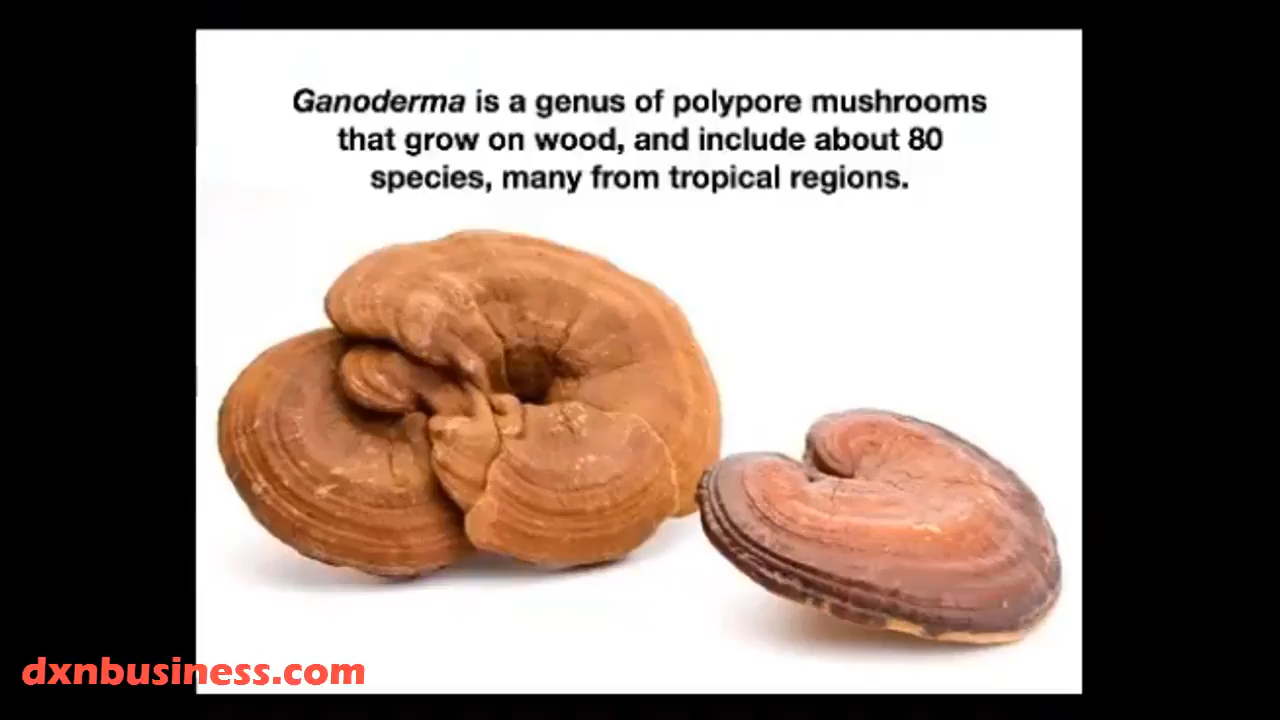 Ganoderma is a genus of polypore mushrooms
that grow on wood, and include about 80
species, many from tropical regions.
dxnbusiness.com